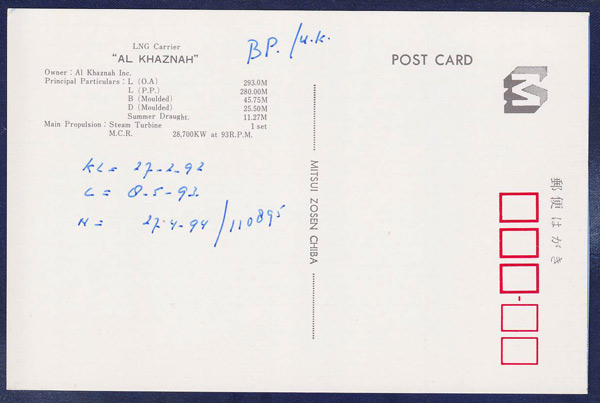 LNG Carrier
"AL KHAZNAH"
Owner : Al Khaznah Inc.
Principal Particulars : L (O.A) 293.0M
L (P.P.) 280.00M
B (Moulded) 45.75M
D (Moulded) 25.50M
Summer Draught. 11.27M
Main Propulsion : Steam Turbine 1 set
M.C.R. 28,700KW at 93R.P.M.
BP. / U.K.
KL = 27-2-92
L = 8-5-93
H = 27-4-94 / 110895
MITSUI ZOSEN CHIBA
POST CARD
M
郵便はがき